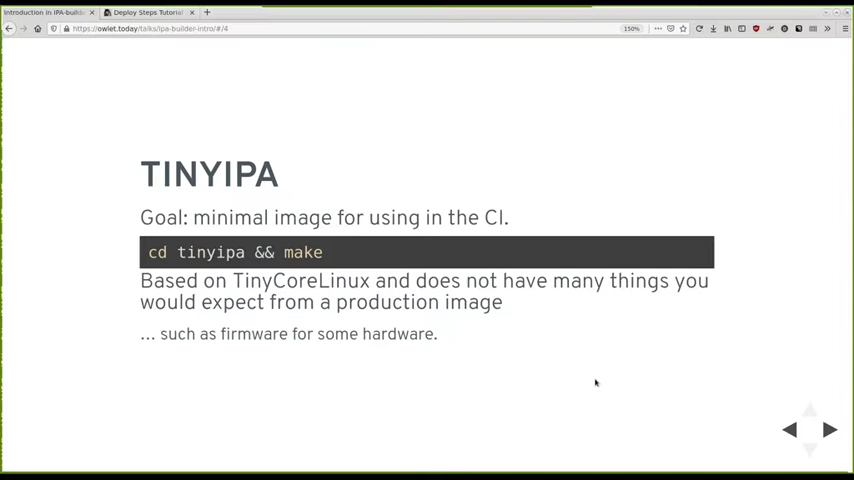 Introduction in IPA-builde
Deploy Steps Tutorial
https://owlet.today/talks/ipa-builder-intro/#/4
150%
TINYIPA
Goal: minimal image for using in the CI.
cd tinyipa && make
Based on TinyCoreLinux and does not have many things you
would expect from a production image
... such as firmware for some hardware.